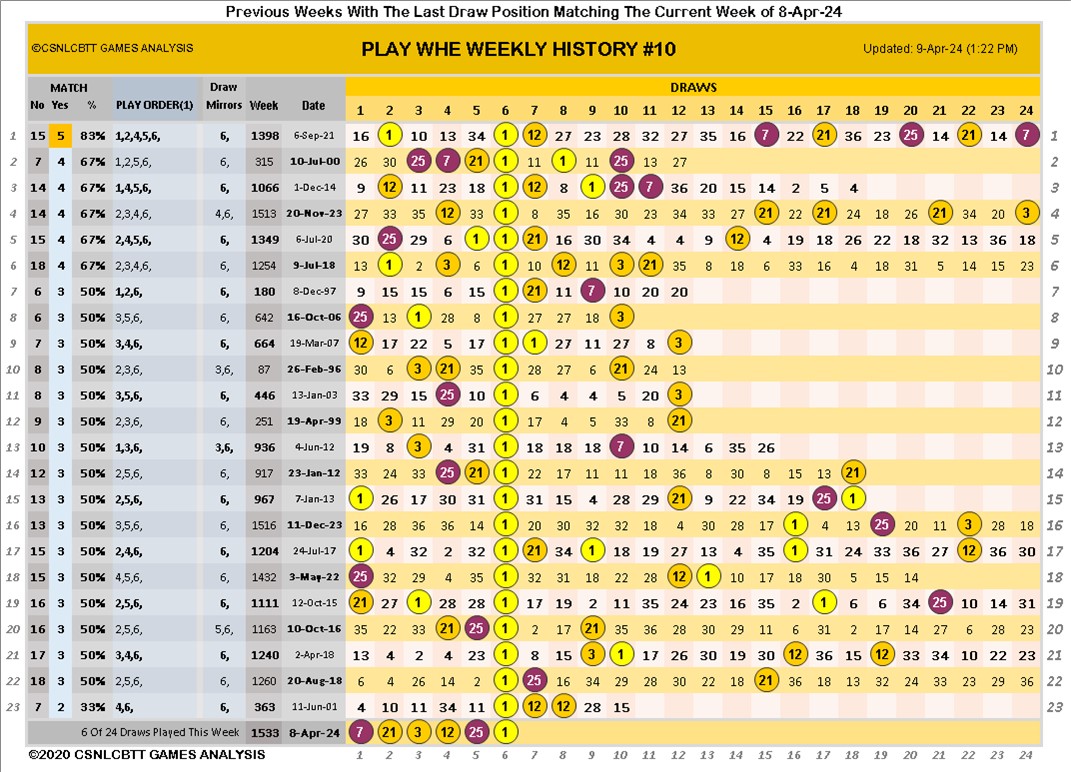 Previous Weeks With The Last Draw Position Matching The Current Week of 8-Apr-24
©CSNLCBTT GAMES ANALYSIS PLAY WHE WEEKLY HISTORY #10 Updated: 9-Apr-24 (1:22 PM)
MATCH Draw DRAWS
No Yes % PLAY ORDER(1) Mirrors Week Date 1 2 3 4 5 6 7 8 9 10 11 12 13 14 15 16 17 18 19 20 21 22 23 24
1 15 5 83% 1,2,4,5,6, 6, 1398 6-Sep-21 16 1 10 13 34 1 12 27 23 28 32 27 35 16 7 22 21 36 23 25 14 21 14 7 1
2 7 4 67% 1,2,5,6, 6, 315 10-Jul-00 26 30 25 7 21 1 11 1 11 25 13 27 2
3 14 4 67% 1,4,5,6, 6, 1066 1-Dec-14 9 12 11 23 18 1 12 8 1 25 7 36 20 15 14 2 5 4 3
4 14 4 67% 2,3,4,6, 4,6, 1513 20-Nov-23 27 33 35 12 33 1 8 35 16 30 23 34 33 27 21 22 21 24 18 26 21 34 20 3 4
5 15 4 67% 2,4,5,6, 6, 1349 6-Jul-20 30 25 29 6 1 1 21 16 30 34 4 4 9 12 4 19 18 26 22 18 32 13 36 18 5
6 18 4 67% 2,3,4,6, 6, 1254 9-Jul-18 13 1 2 3 6 1 10 12 11 3 21 35 8 18 6 33 16 4 18 31 5 14 15 23 6
7 6 3 50% 1,2,6, 6, 180 8-Dec-97 9 15 15 6 15 1 21 11 7 10 20 20 7
8 6 3 50% 3,5,6, 6, 642 16-Oct-06 25 13 1 28 8 1 27 27 18 3 8
9 7 3 50% 3,4,6, 6, 664 19-Mar-07 12 17 22 5 17 1 1 27 11 27 8 3 9
10 8 3 50% 2,3,6, 3,6, 87 26-Feb-96 30 6 3 21 35 1 28 27 6 21 24 13 10
11 8 3 50% 3,5,6, 6, 446 13-Jan-03 33 29 15 25 10 1 6 4 4 5 20 3 11
12 9 3 50% 2,3,6, 6, 251 19-Apr-99 18 3 11 29 20 1 17 4 5 33 8 21 12
13 10 3 50% 1,3,6, 3,6, 936 4-Jun-12 19 8 3 4 31 1 18 18 18 7 10 14 6 35 26 13
14 12 3 50% 2,5,6, 6, 917 23-Jan-12 33 24 33 25 21 1 22 17 11 11 18 36 8 30 8 15 13 21 14
15 13 3 50% 2,5,6, 6, 967 7-Jan-13 1 26 17 30 31 1 31 15 4 28 29 21 9 22 34 19 25 1 15
16 13 3 50% 3,5,6, 6, 1516 11-Dec-23 16 28 36 36 14 1 20 30 32 32 18 4 30 28 17 1 4 13 25 20 11 3 28 18 16
17 15 3 50% 2,4,6, 6, 1204 24-Jul-17 1 4 32 2 32 1 21 34 1 18 19 27 13 4 35 1 31 24 33 36 27 12 36 30 17
18 15 3 50% 4,5,6, 6, 1432 3-May-22 25 32 29 4 35 1 32 31 18 22 28 12 1 10 17 18 30 5 15 14 18
19 16 3 50% 2,5,6, 6, 1111 12-Oct-15 21 27 1 28 28 1 17 19 2 11 35 24 23 16 35 2 1 6 6 34 25 10 14 31 19
20 16 3 50% 2,5,6, 5,6, 1163 10-Oct-16 35 22 33 21 25 1 2 17 21 35 36 28 30 29 11 6 31 2 17 14 27 6 28 23 20
21 17 3 50% 3,4,6, 6, 1240 2-Apr-18 13 4 2 4 23 1 8 15 3 1 17 26 30 19 30 12 36 15 12 33 34 10 22 23 21
22 18 3 50% 2,5,6, 6, 1260 20-Aug-18 6 4 26 14 2 1 25 16 34 29 28 30 22 18 21 36 18 13 32 24 33 23 29 36 22
23 7 2 33% 4,6, 6, 363 11-Jun-01 4 10 11 34 11 1 12 12 28 15 23
6 Of 24 Draws Played This Week 1533 8-Apr-24 7 21 3 12 25 1
©2020 CSNLCBTT GAMES ANALYSIS 1 2 3 4 5 6 7 8 9 10 11 12 13 14 15 16 17 18 19 20 21 22 23 24